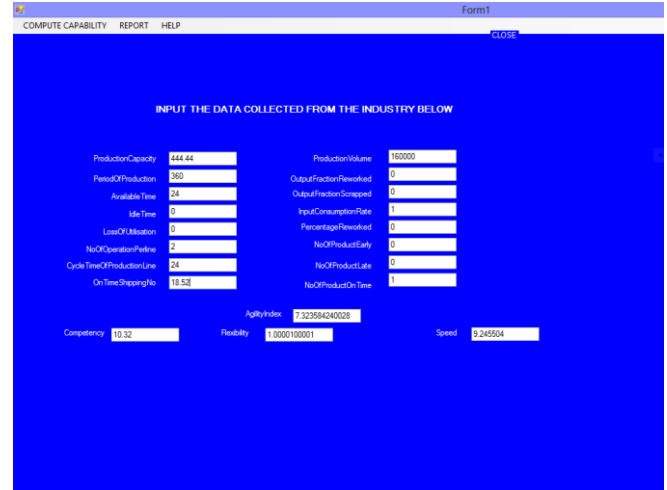 Form1
COMPUTE CAPABILITY REPORT HELP
CLOSE
INPUT THE DATA COLLECTED FROM THE INDUSTRY BELOW
ProductionCapacity 444.44 ProductionVolume 160000
PeriodOfProduction 360 OutputFractionReworked 0
AvailableTime 24 OutputFractionScrapped 0
IdleTime 0 InputConsumptionRate 1
LossOfUtilisation 0 PercentageReworked 0
NoOfOperationPerline 2 NoOfProductEarly 0
CycleTimeOfProductionLine 24 NoOfProductLate 0
OnTimeShippingNo 18.52 NoOfProductOnTime 1
AgilityIndex 7.323584240028
Competency 10.32 Flexibility 1.0000100001 Speed 9.245504